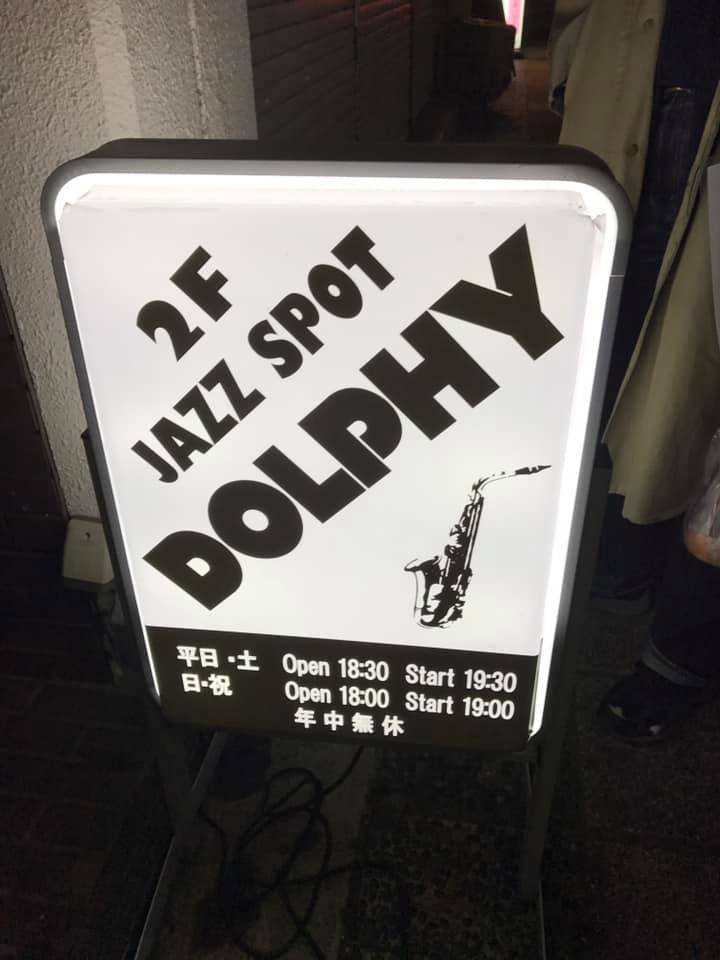 2F
JAZZ SPOT
DOLPHY
平日・土 Open 18:30 Start 19:30
日・祝 Open 18:00 Start 19:00
年中無休